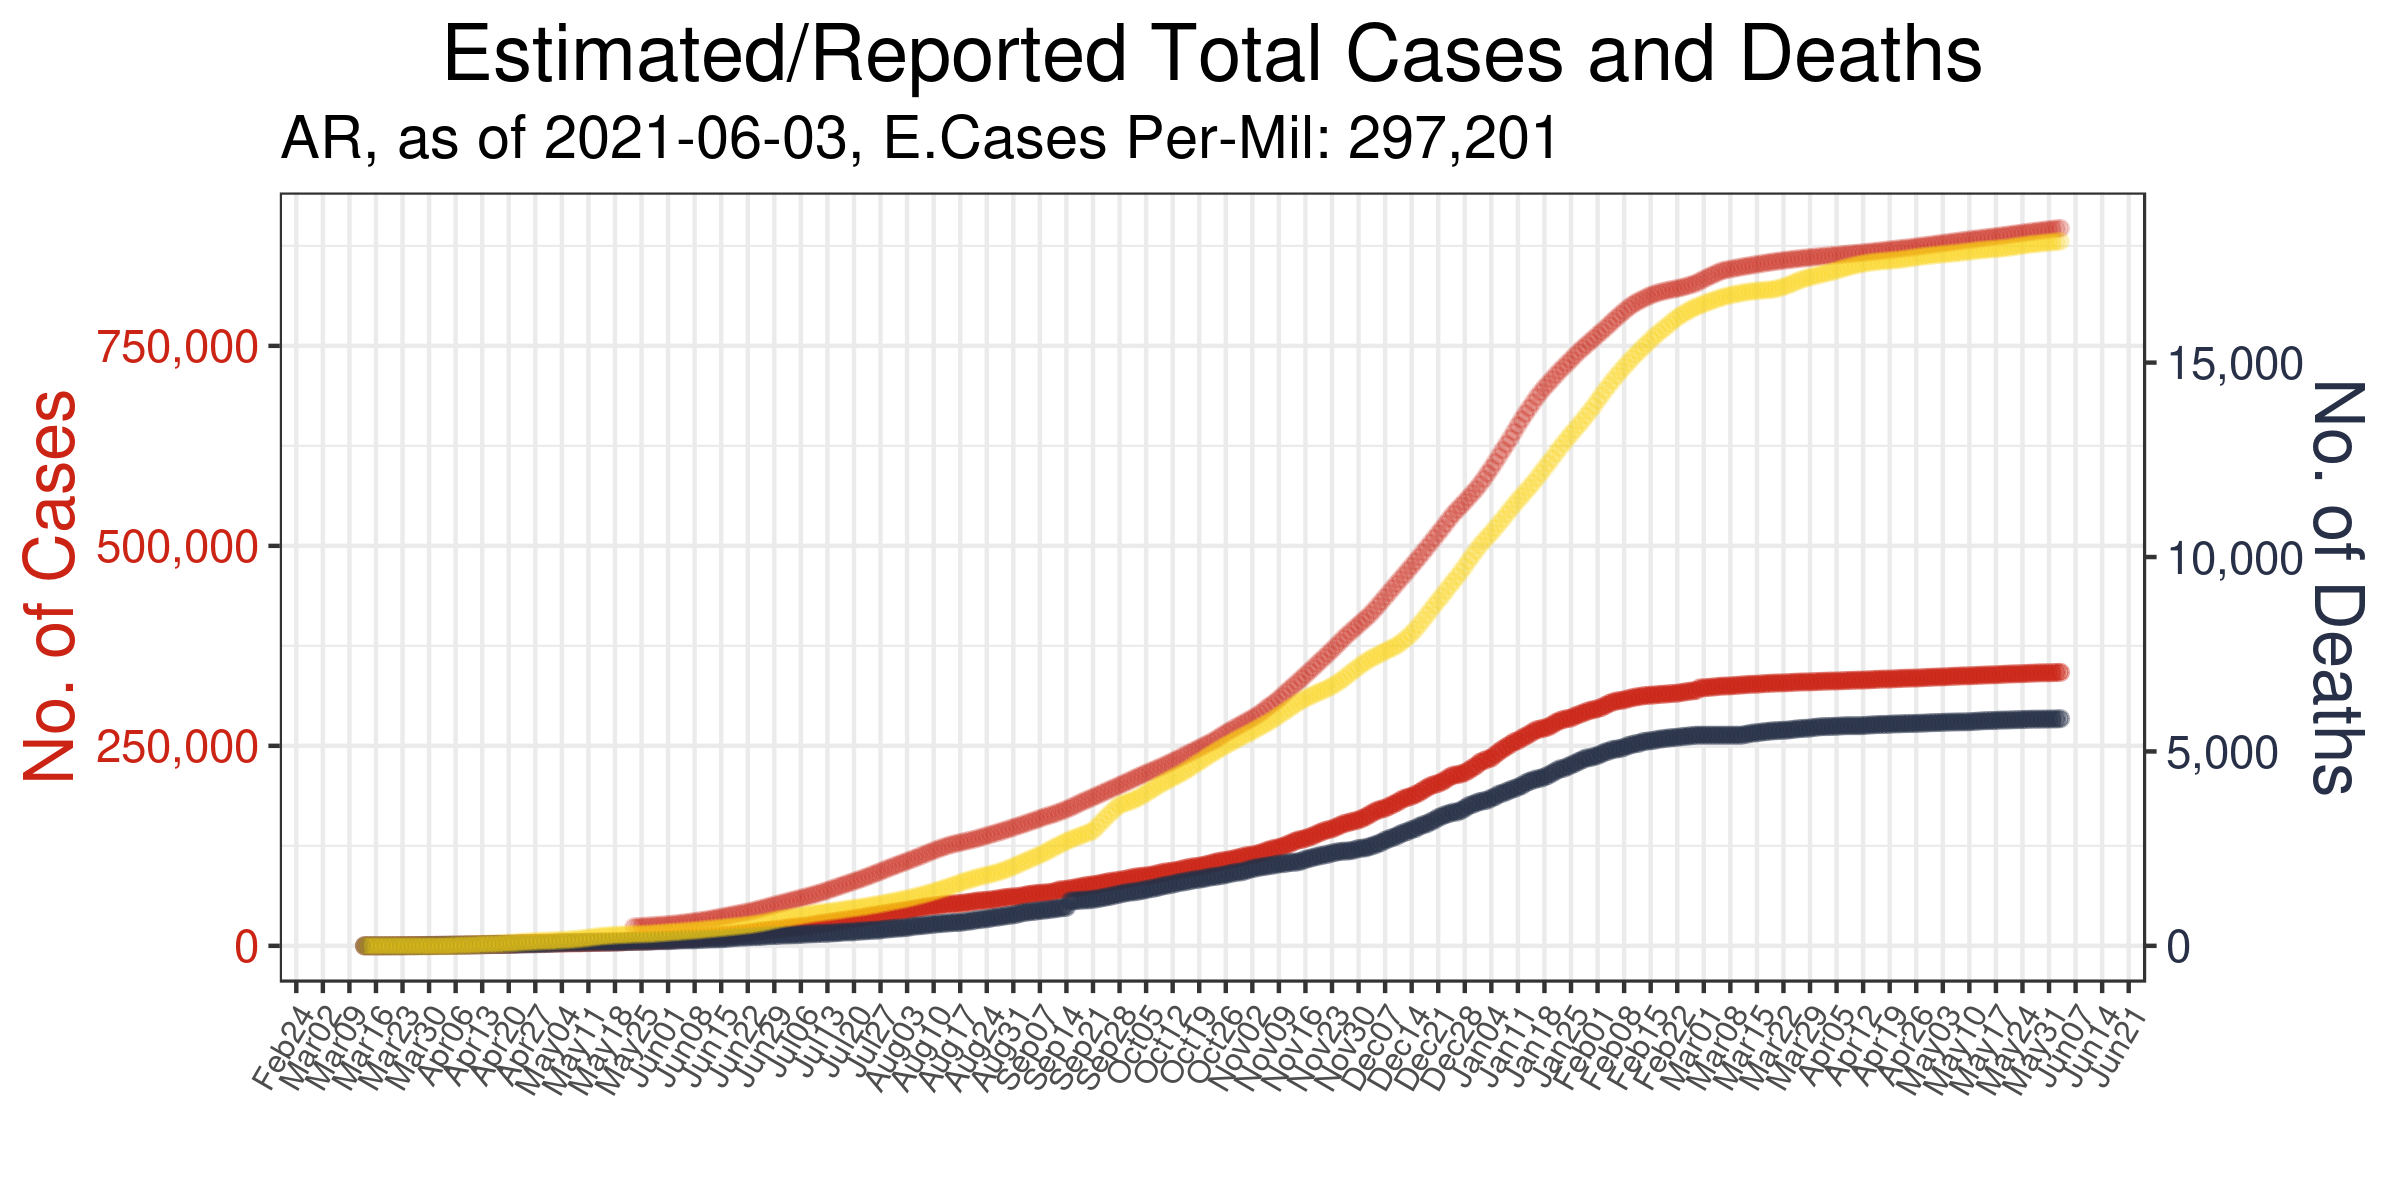 Estimated/Reported Total Cases and Deaths
AR, as of 2021-06-03, E.Cases Per-Mil: 297,201
No. of Cases
750,000
500,000
250,000
0
15,000
10,000
5,000
0
No. of Deaths
Feb24
Mar02
Mar09
Mar16
Mar23
Mar30
Apr06
Apr13
Apr20
Apr27
May04
May11
May18
May25
Jun01
Jun08
Jun15
Jun22
Jun29
Jul06
Jul13
Jul20
Jul27
Aug03
Aug10
Aug17
Aug24
Aug31
Sep07
Sep14
Sep21
Sep28
Oct05
Oct12
Oct19
Oct26
Nov02
Nov09
Nov16
Nov23
Nov30
Dec07
Dec14
Dec21
Dec28
Jan04
Jan11
Jan18
Jan25
Feb01
Feb08
Feb15
Feb22
Mar01
Mar08
Mar15
Mar22
Mar29
Apr05
Apr12
Apr19
Apr26
May03
May10
May17
May24
May31
Jun07
Jun14
Jun21